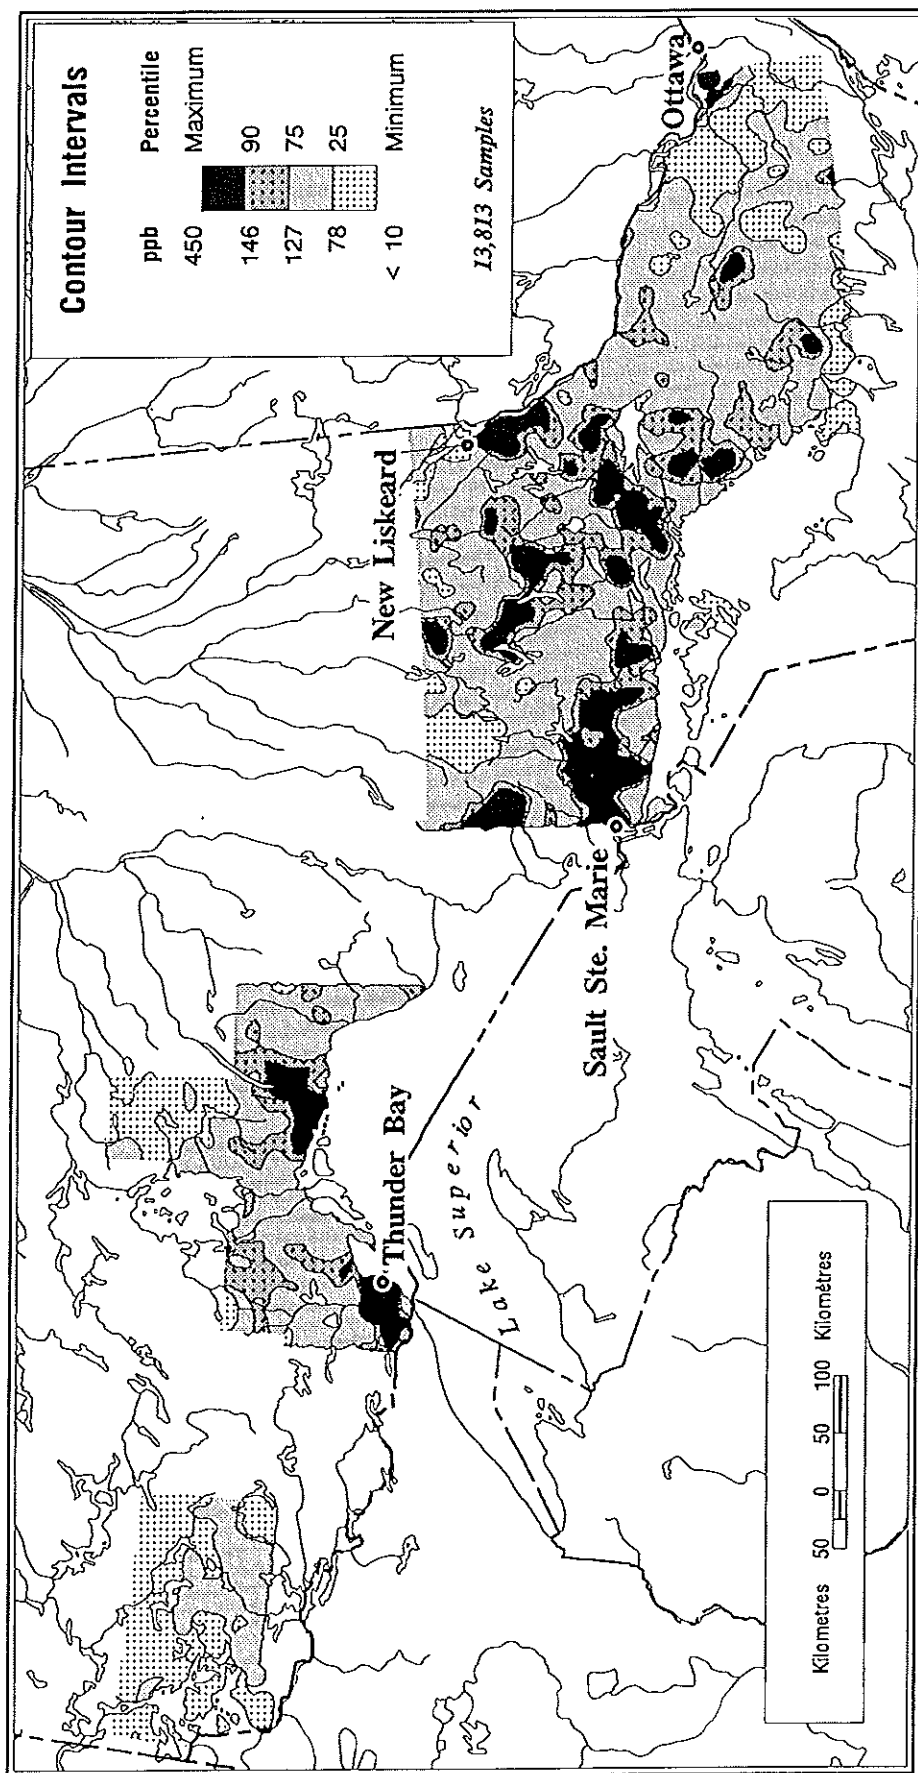 Contour Intervals
ppb Percentile
450 Maximum
146 90
127 75
78 25
< 10 Minimum
13,813 Samples
Ottawa
New Liskeard
Sault Ste. Marie
Thunder Bay
Lake Superior
Kilometres 50 0 50 100 Kilomètres